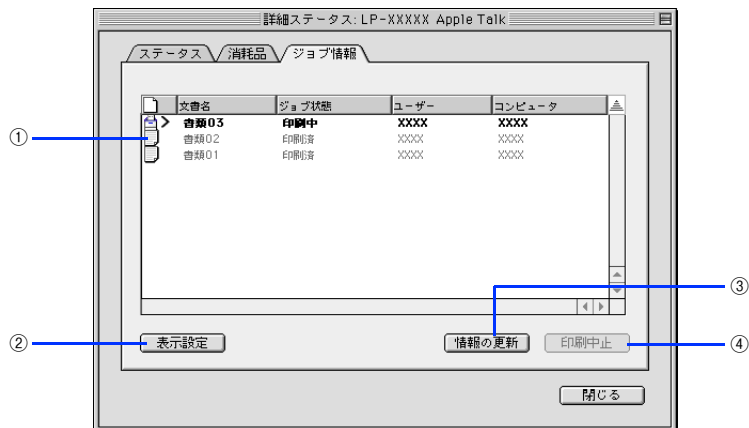 詳細ステータス: LP-XXXXX Apple Talk
ステータス 消耗品 ジョブ情報
文書名 ジョブ状態 ユーザー コンピュータ
書類03 印刷中 XXXX XXXX
① 書類02 印刷済 XXXX XXXX
書類01 印刷済 XXXX XXXX
③
② 表示設定 情報の更新 印刷中止 ④
閉じる